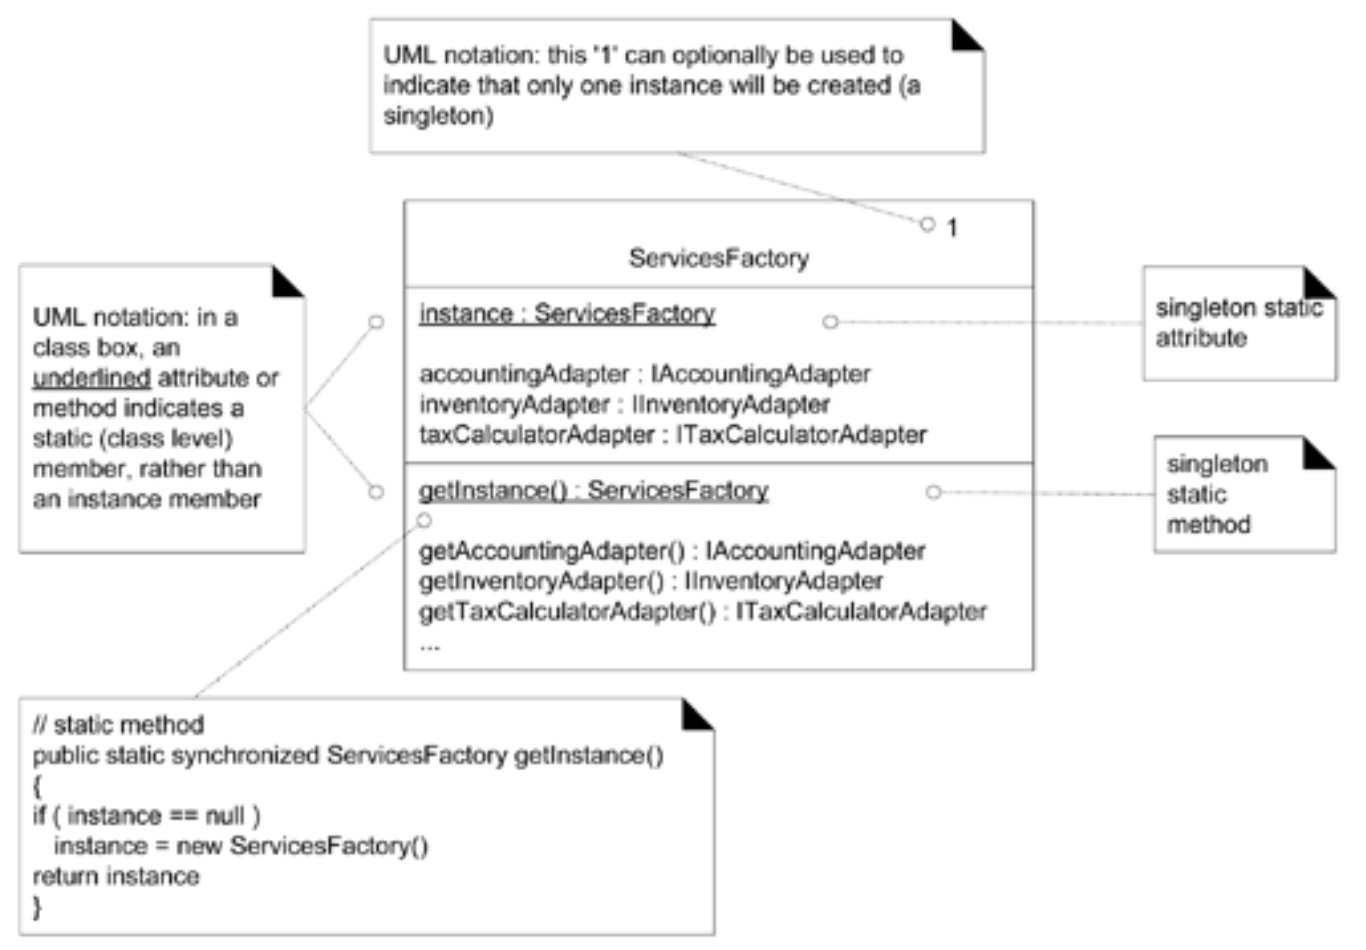 UML notation: this '1' can optionally be used to
indicate that only one instance will be created (a
singleton)
1
ServicesFactory
UML notation: in a
class box, an
underlined attribute or
method indicates a
static (class level)
member, rather than
an instance member
instance : ServicesFactory
accountingAdapter : IAccountingAdapter
inventoryAdapter : IInventoryAdapter
taxCalculatorAdapter : ITaxCalculatorAdapter
singleton static
attribute
getInstance() : ServicesFactory
getAccountingAdapter() : IAccountingAdapter
getInventoryAdapter() : IInventoryAdapter
getTaxCalculatorAdapter() : ITaxCalculatorAdapter
...
singleton
static
method
// static method
public static synchronized ServicesFactory getInstance()
{
if ( instance == null )
instance = new ServicesFactory()
return instance
}